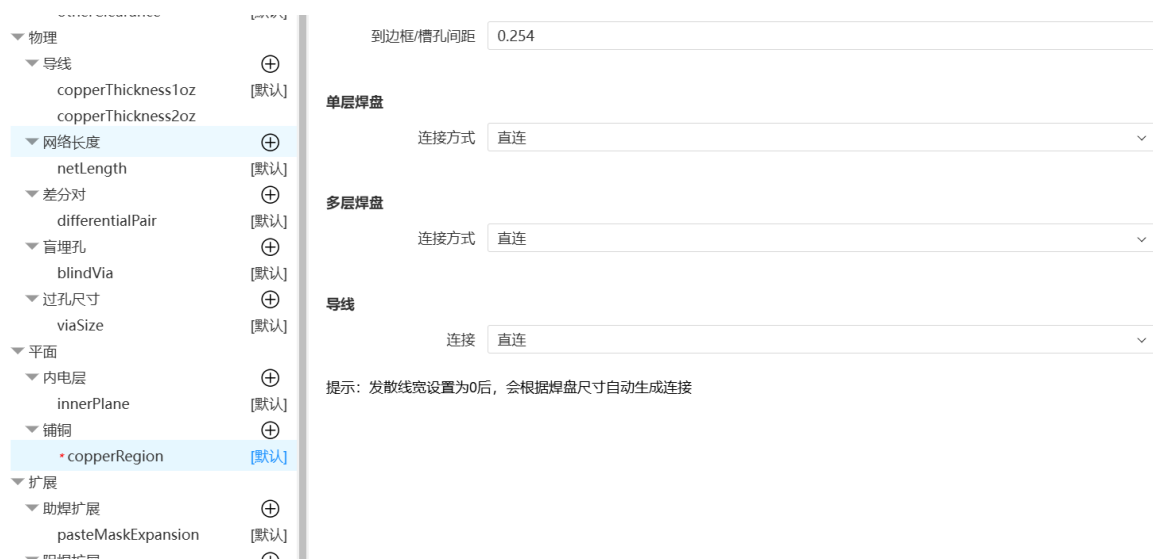 物理
导线
copperThickness1oz [默认]
copperThickness2oz
网络长度
netLength [默认]
差分对
differentialPair [默认]
盲埋孔
blindVia [默认]
过孔尺寸
viaSize [默认]
平面
内电层
innerPlane [默认]
铺铜
*copperRegion [默认]
扩展
助焊扩展
pasteMaskExpansion [默认]
到边框/槽孔间距 0.254
单层焊盘
连接方式 直连
多层焊盘
连接方式 直连
导线
连接 直连
提示：发散线宽设置为0后，会根据焊盘尺寸自动生成连接